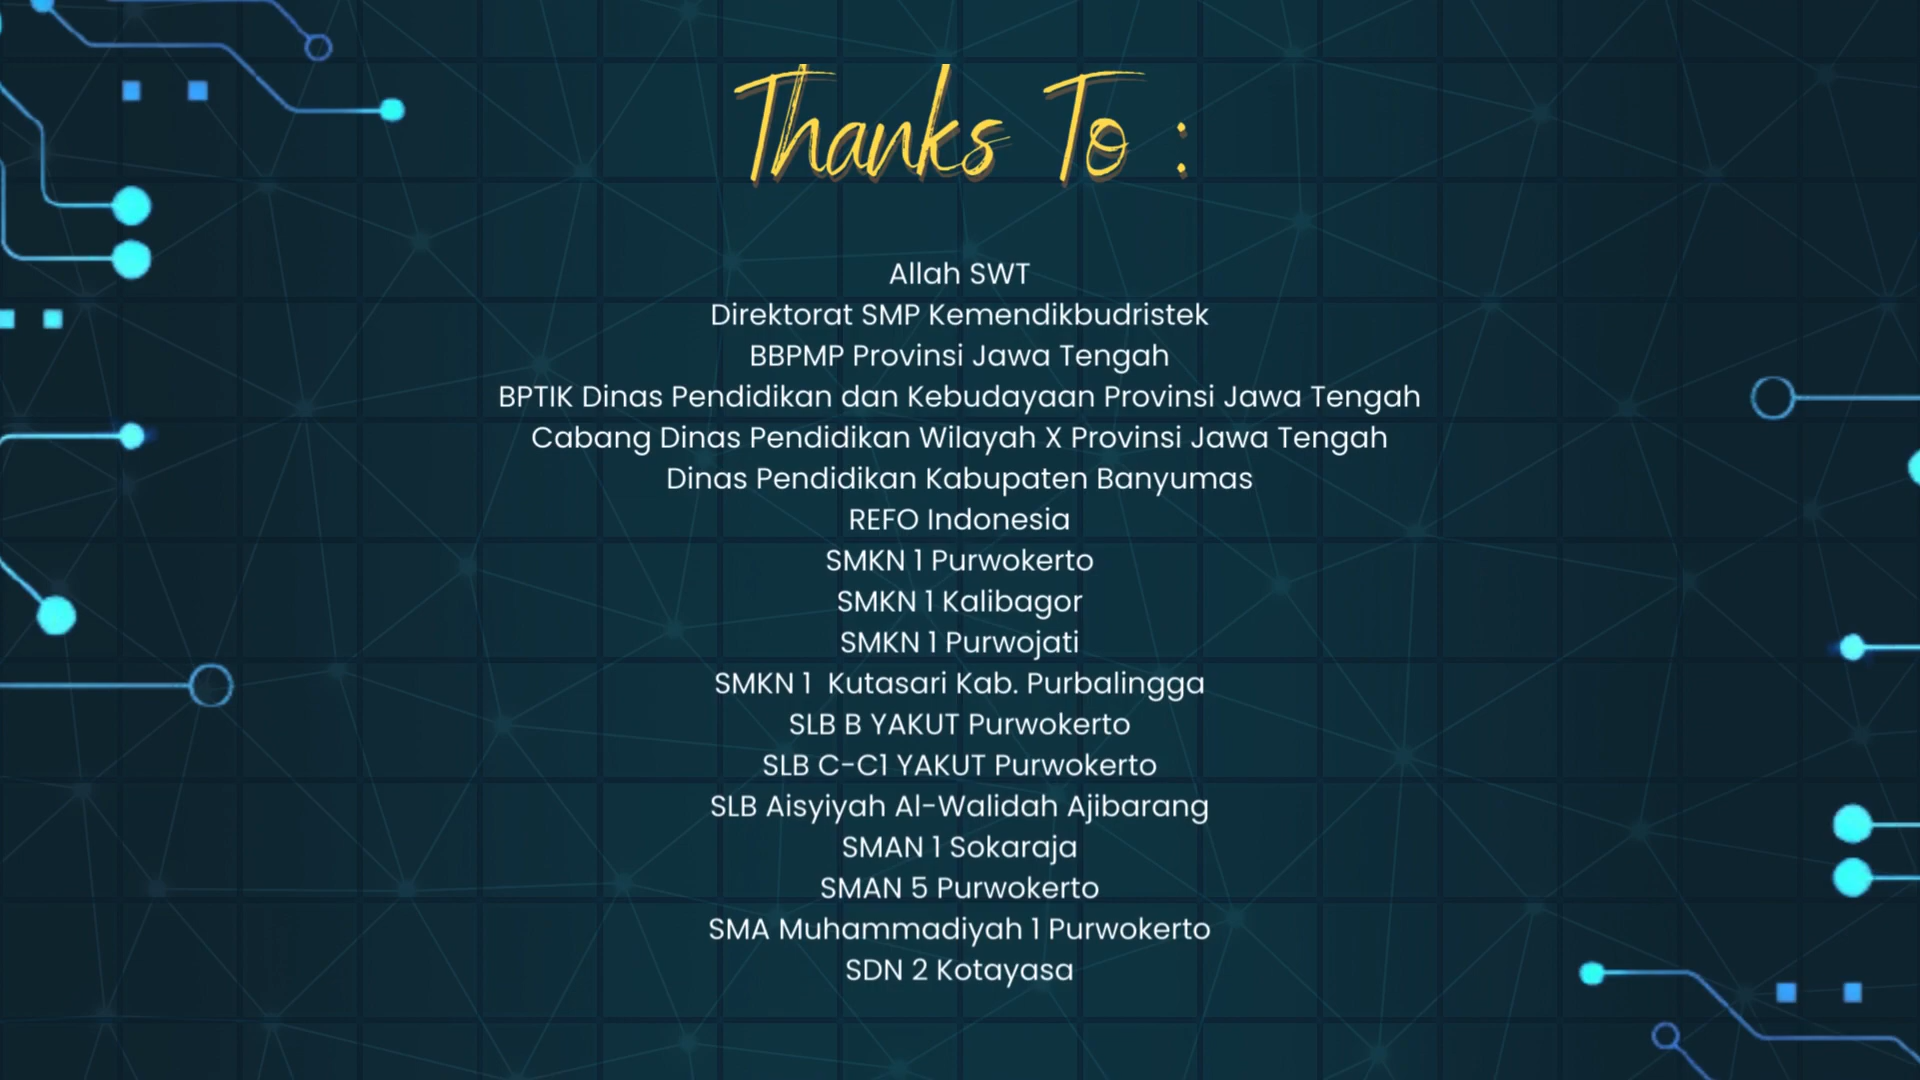 Thanks To :
Allah SWT
Direktorat SMP Kemendikbudristek
BBPMP Provinsi Jawa Tengah
BPTIK Dinas Pendidikan dan Kebudayaan Provinsi Jawa Tengah
Cabang Dinas Pendidikan Wilayah X Provinsi Jawa Tengah
Dinas Pendidikan Kabupaten Banyumas
REFO Indonesia
SMKN 1 Purwokerto
SMKN 1 Kalibagor
SMKN 1 Purwojati
SMKN 1  Kutasari Kab. Purbalingga
SLB B YAKUT Purwokerto
SLB C-C1 YAKUT Purwokerto
SLB Aisyiyah Al-Walidah Ajibarang
SMAN 1 Sokaraja
SMAN 5 Purwokerto
SMA Muhammadiyah 1 Purwokerto
SDN 2 Kotayasa